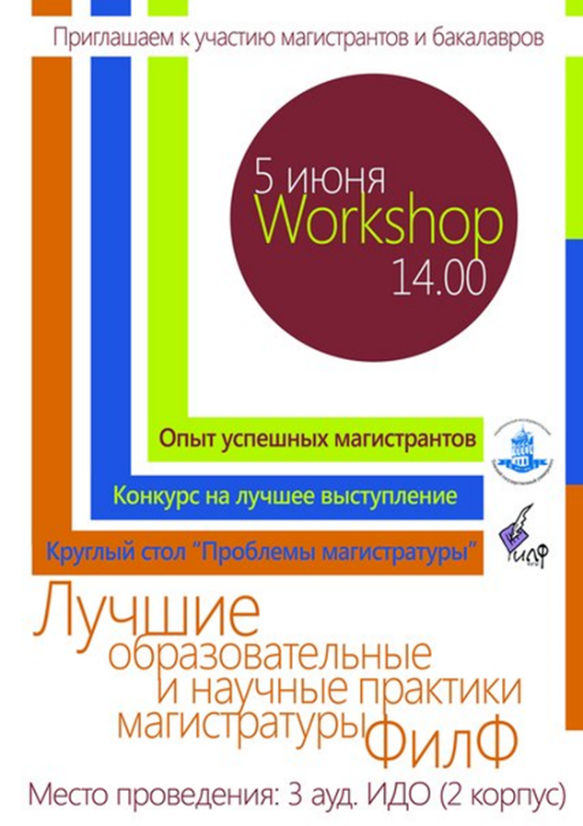 Приглашаем к участию магистрантов и бакалавров
5 июня
Workshop
14.00
Опыт успешных магистрантов
Конкурс на лучшее выступление
Круглый стол "Проблемы магистратуры"
илф
Лучшие
образовательные
и научные практики
магистратуры
ФилФ
Место проведения: 3 ауд. ИДО (2 корпус)